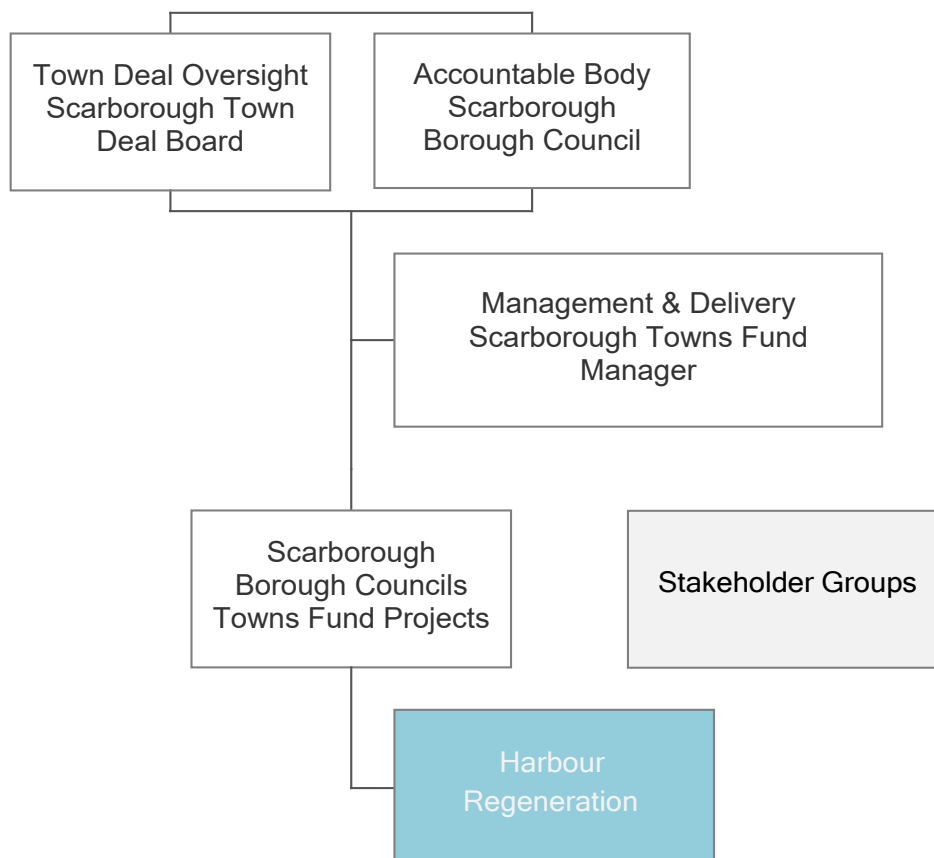 Town Deal Oversight
Scarborough Town
Deal Board
Accountable Body
Scarborough
Borough Council
Management & Delivery
Scarborough Towns Fund
Manager
Scarborough
Borough Councils
Towns Fund Projects
Stakeholder Groups
Harbour
Regeneration